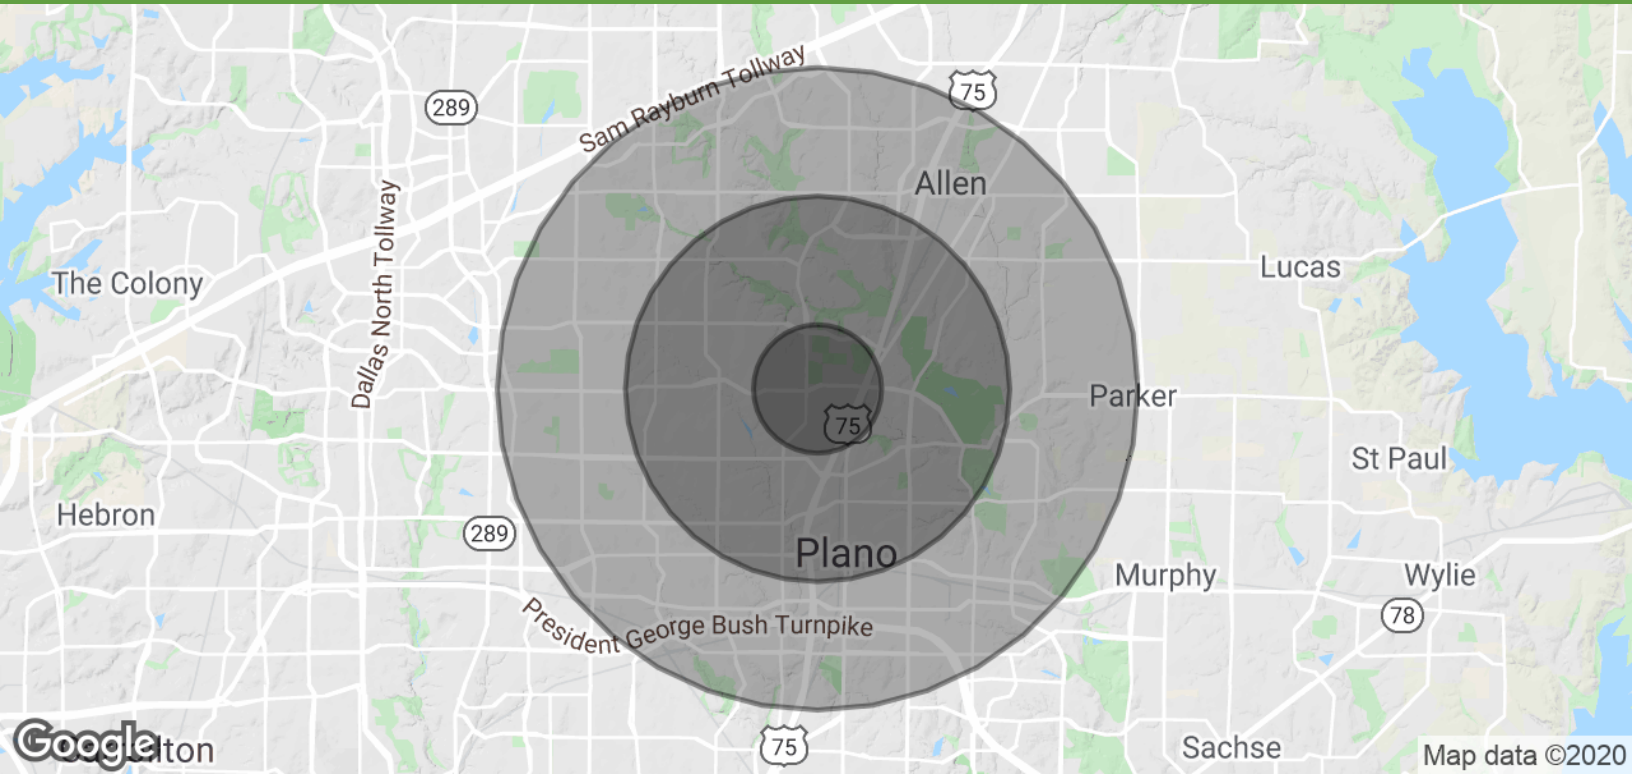 Sam Rayburn Tollway
75
289
Allen
Dallas North Tollway
Lucas
The Colony
Parker
75
St Paul
Hebron
289
Plano
Murphy
Wylie
78
President George Bush Turnpike
75
Sachse
Google
Map data ©2020